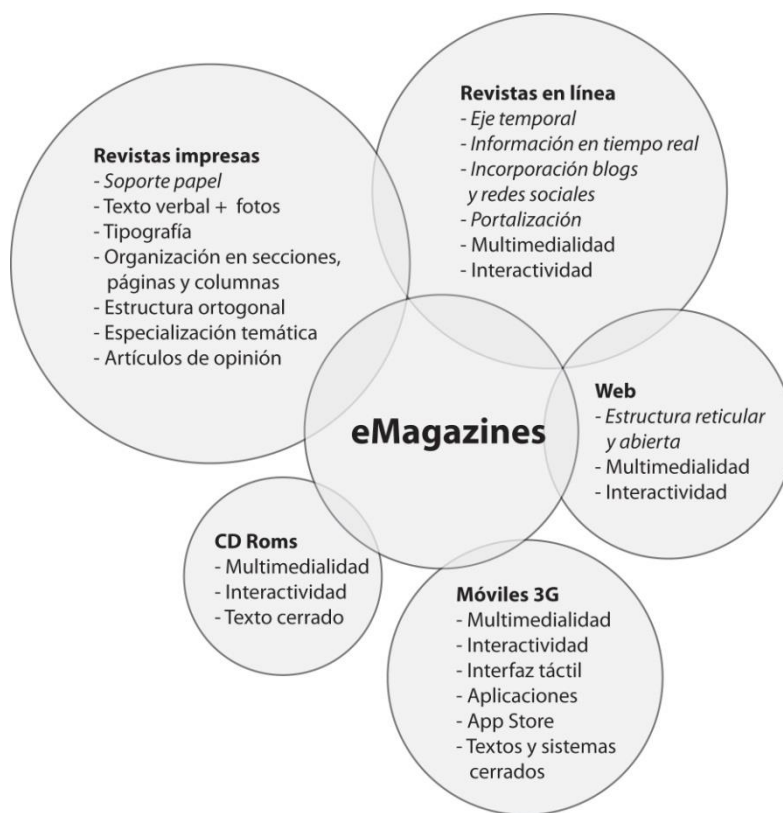 Revistas impresas
- Soporte papel
- Texto verbal + fotos
- Tipografía
- Organización en secciones,
páginas y columnas
- Estructura ortogonal
- Especialización temática
- Artículos de opinión
Revistas en línea
- Eje temporal
- Información en tiempo real
- Incorporación blogs
y redes sociales
- Portalización
- Multimedialidad
- Interactividad
eMagazines
Web
- Estructura reticular
y abierta
- Multimedialidad
- Interactividad
CD Roms
- Multimedialidad
- Interactividad
- Texto cerrado
Móviles 3G
- Multimedialidad
- Interactividad
- Interfaz táctil
- Aplicaciones
- App Store
- Textos y sistemas
cerrados